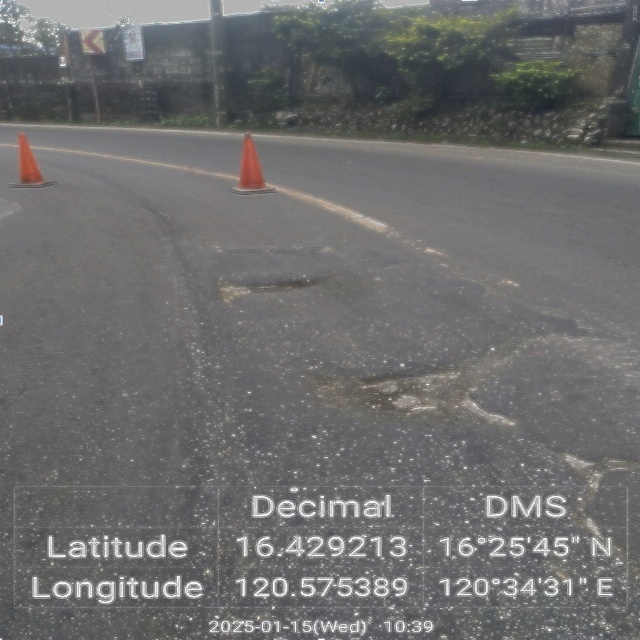 Decimal DMS
Latitude 16.429213 16°25'45" N
Longitude 120.575389 120°34'31" E
2025-01-15(Wed) 10:39